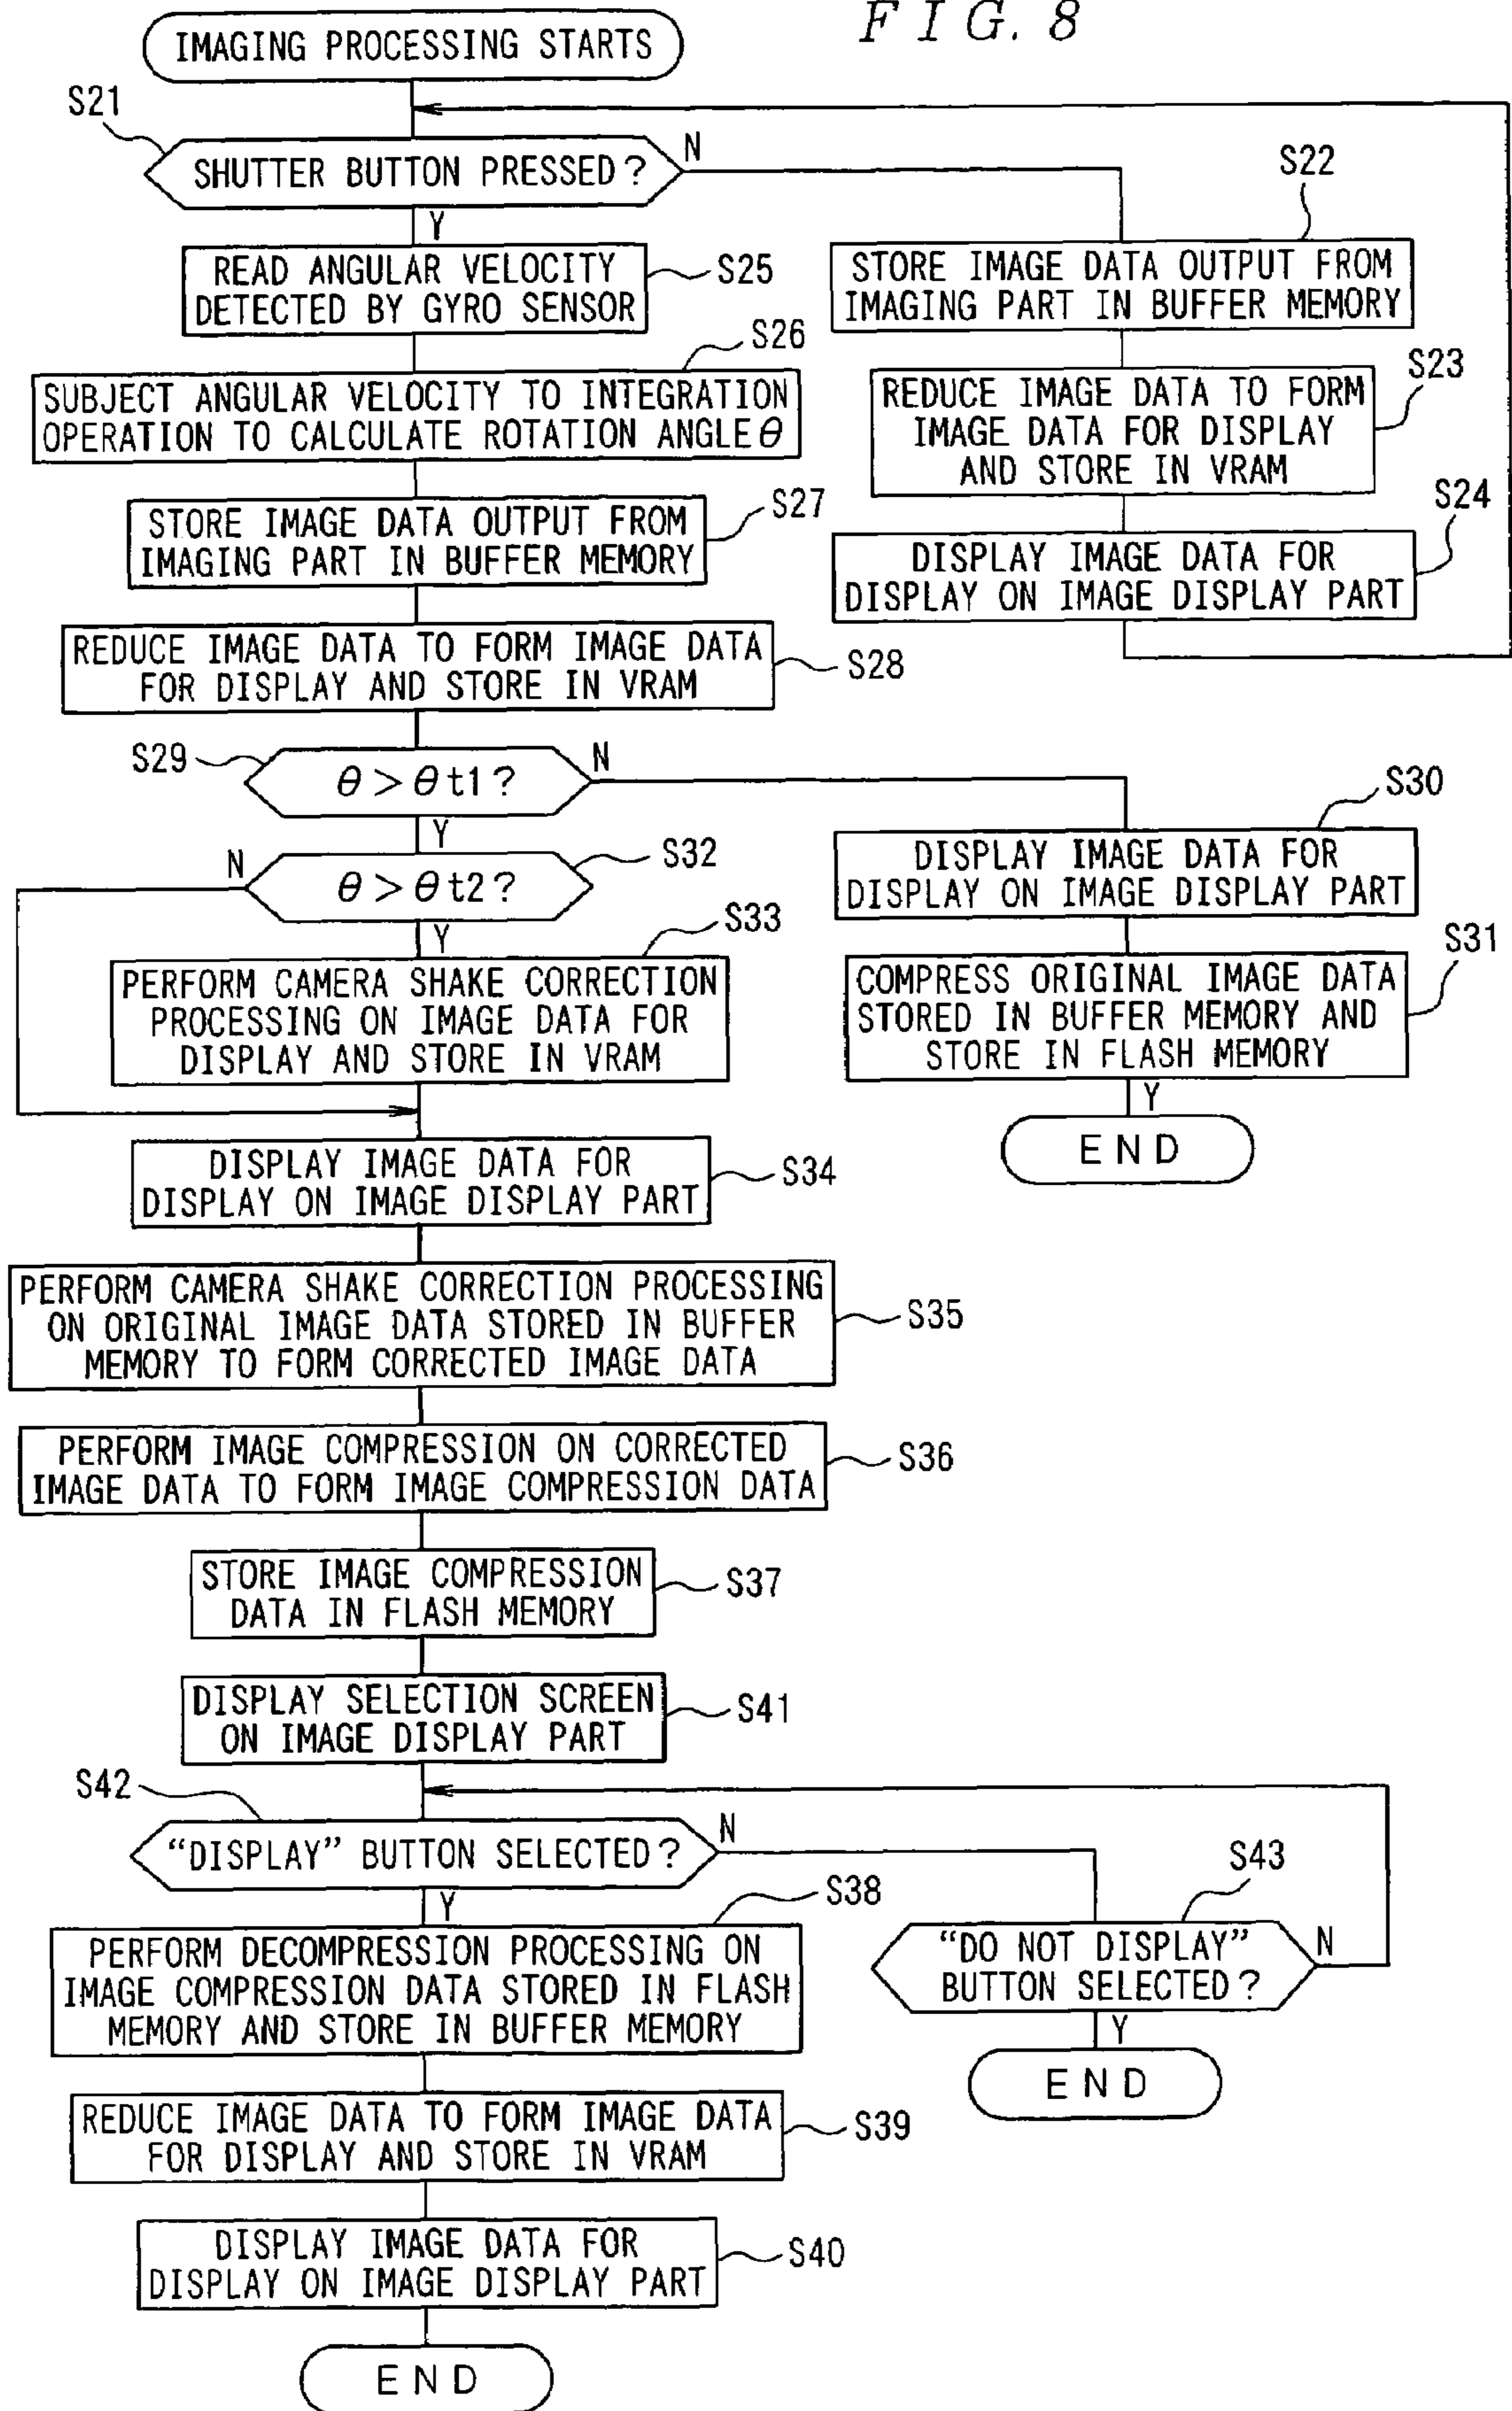 FIG. 8
IMAGING PROCESSING STARTS
S21
SHUTTER BUTTON PRESSED?
N
Y
S22
STORE IMAGE DATA OUTPUT FROM
IMAGING PART IN BUFFER MEMORY
S23
REDUCE IMAGE DATA TO FORM
IMAGE DATA FOR DISPLAY
AND STORE IN VRAM
S24
DISPLAY IMAGE DATA FOR
DISPLAY ON IMAGE DISPLAY PART
READ ANGULAR VELOCITY
DETECTED BY GYRO SENSOR
S25
S26
SUBJECT ANGULAR VELOCITY TO INTEGRATION
OPERATION TO CALCULATE ROTATION ANGLE θ
S27
STORE IMAGE DATA OUTPUT FROM
IMAGING PART IN BUFFER MEMORY
REDUCE IMAGE DATA TO FORM IMAGE DATA
FOR DISPLAY AND STORE IN VRAM
S28
S29
θ > θt1?
N
Y
S30
DISPLAY IMAGE DATA FOR
DISPLAY ON IMAGE DISPLAY PART
S31
COMPRESS ORIGINAL IMAGE DATA
STORED IN BUFFER MEMORY AND
STORE IN FLASH MEMORY
Y
END
S32
θ > θt2?
N
Y
S33
PERFORM CAMERA SHAKE CORRECTION
PROCESSING ON IMAGE DATA FOR
DISPLAY AND STORE IN VRAM
DISPLAY IMAGE DATA FOR
DISPLAY ON IMAGE DISPLAY PART
S34
PERFORM CAMERA SHAKE CORRECTION PROCESSING
ON ORIGINAL IMAGE DATA STORED IN BUFFER
MEMORY TO FORM CORRECTED IMAGE DATA
S35
PERFORM IMAGE COMPRESSION ON CORRECTED
IMAGE DATA TO FORM IMAGE COMPRESSION DATA
S36
STORE IMAGE COMPRESSION
DATA IN FLASH MEMORY
S37
DISPLAY SELECTION SCREEN
ON IMAGE DISPLAY PART
S41
S42
“DISPLAY” BUTTON SELECTED?
N
Y
S43
“DO NOT DISPLAY”
BUTTON SELECTED?
N
Y
END
S38
PERFORM DECOMPRESSION PROCESSING ON
IMAGE COMPRESSION DATA STORED IN FLASH
MEMORY AND STORE IN BUFFER MEMORY
REDUCE IMAGE DATA TO FORM IMAGE DATA
FOR DISPLAY AND STORE IN VRAM
S39
DISPLAY IMAGE DATA FOR
DISPLAY ON IMAGE DISPLAY PART
S40
END